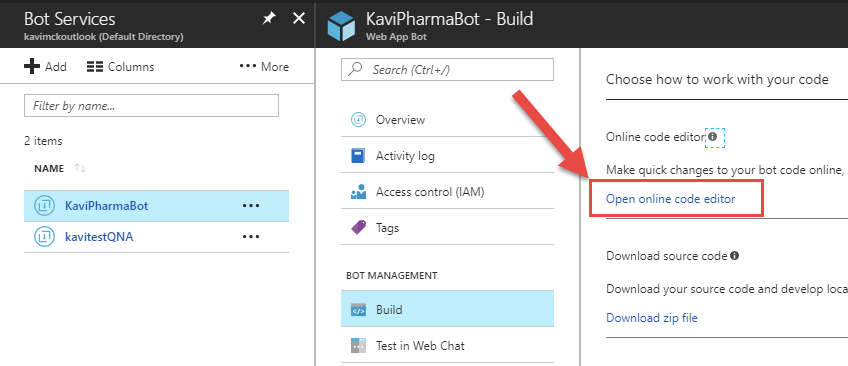 Bot Services
kavimckoutlook (Default Directory)
Add
Columns
More
Filter by name...
2 items
NAME
KaviPharmaBot
kavitestQNA
KaviPharmaBot - Build
Web App Bot
Search (Ctrl+/)
Overview
Activity log
Access control (IAM)
Tags
BOT MANAGEMENT
Build
Test in Web Chat
Choose how to work with your code
Online code editor
Make quick changes to your bot code online,
Open online code editor
Download source code
Download your source code and develop loca
Download zip file